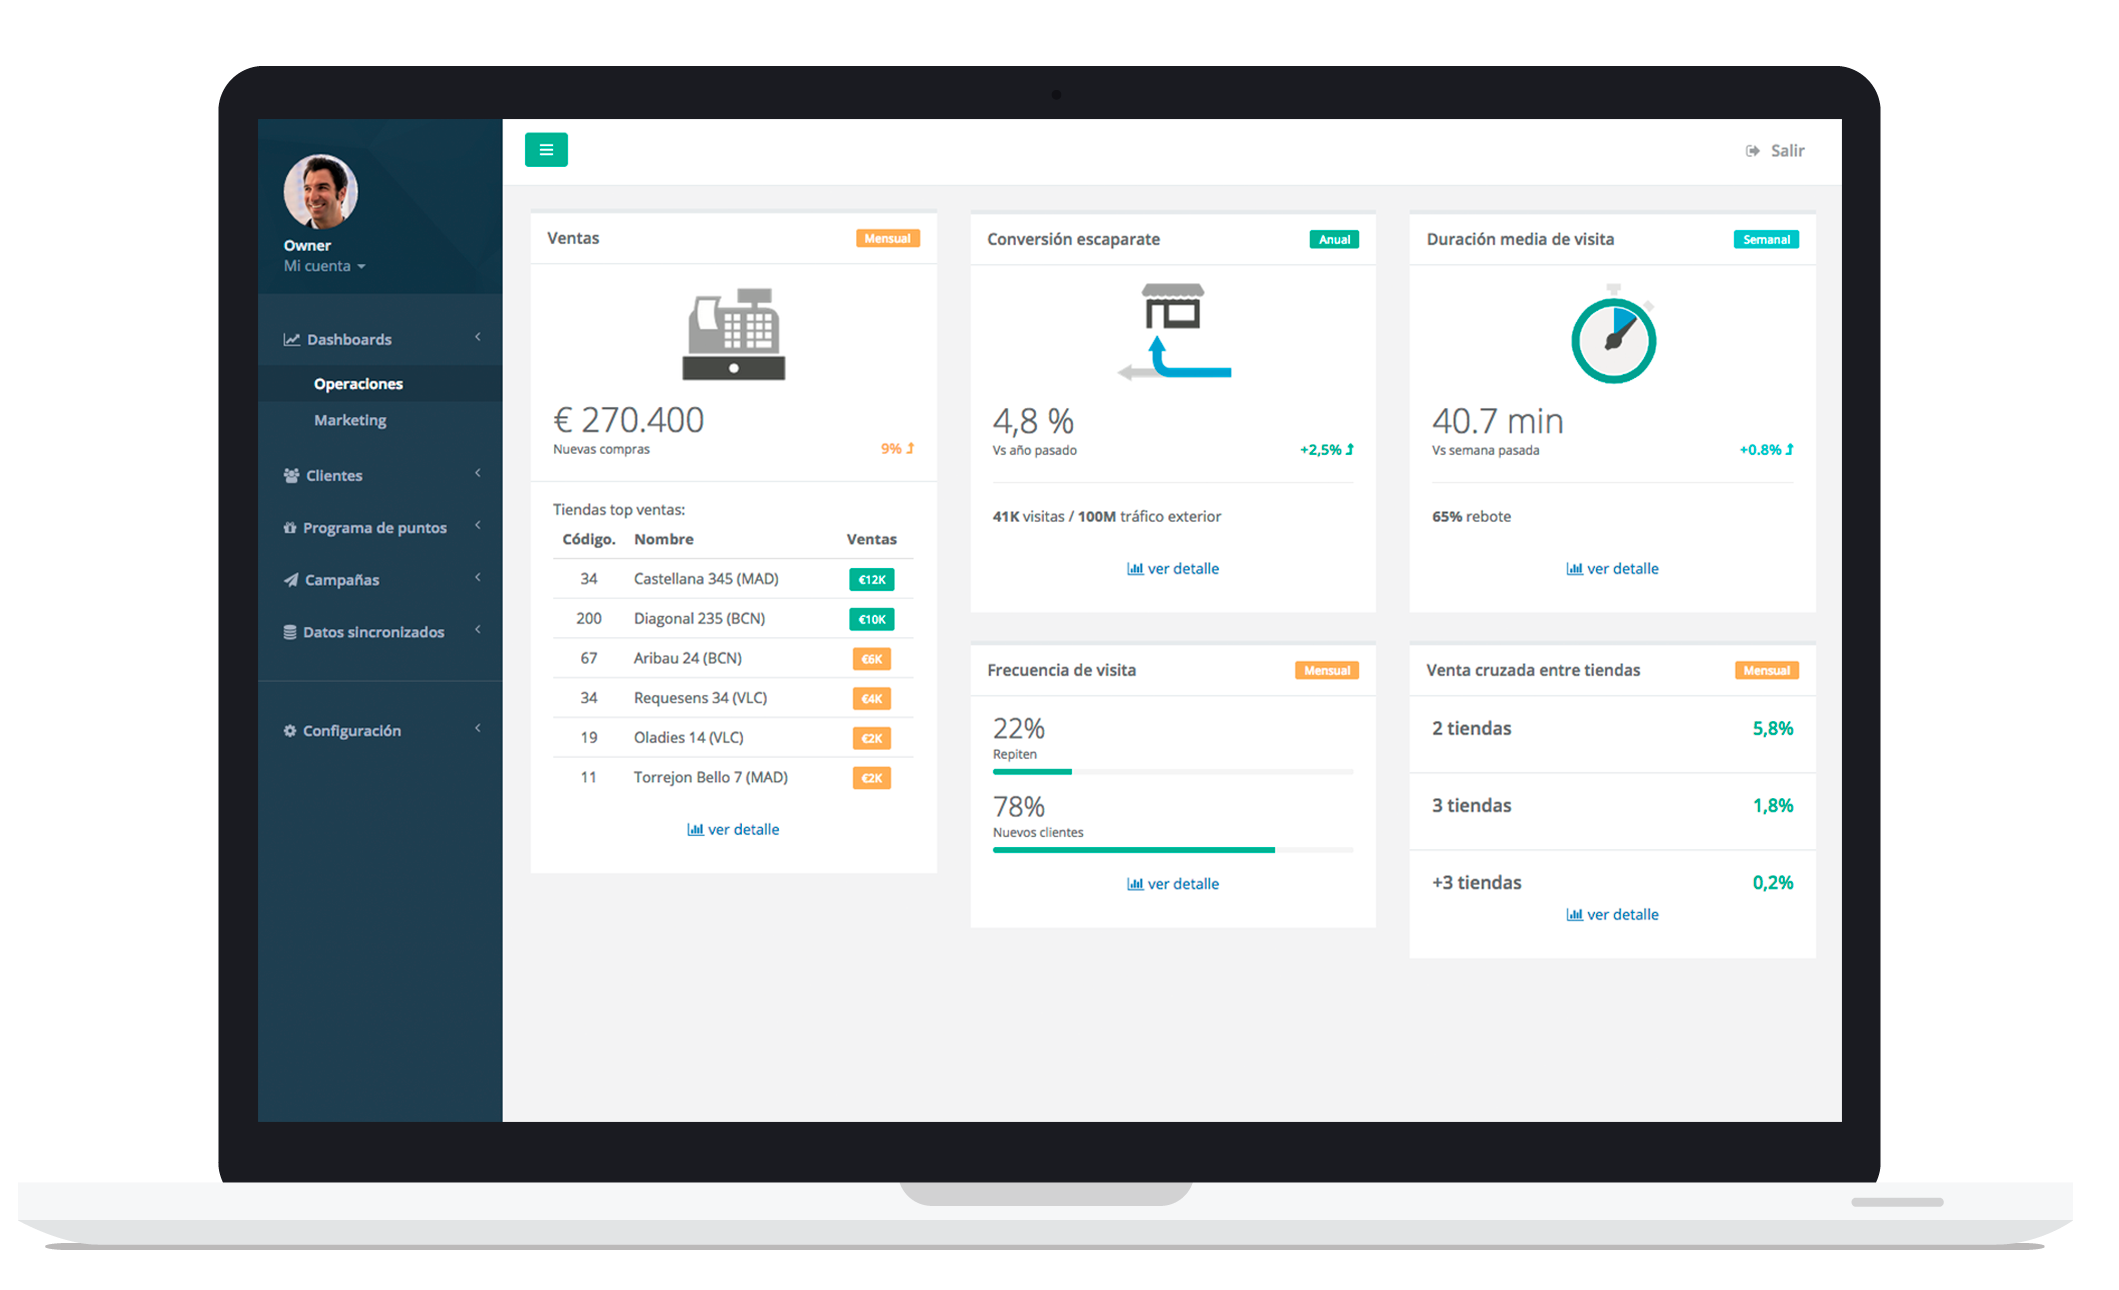 Owner
Mi cuenta
Dashboards
Operaciones
Marketing
Clientes
Programa de puntos
Campañas
Datos sincronizados
Configuración
Salir
Ventas Mensual
€ 270.400
Nuevas compras 9%
Tiendas top ventas:
Código. Nombre Ventas
34 Castellana 345 (MAD) €12K
200 Diagonal 235 (BCN) €10K
67 Aribau 24 (BCN) €6K
34 Requesens 34 (VLC) €4K
19 Oladies 14 (VLC) €2K
11 Torrejon Bello 7 (MAD) €2K
ver detalle
Conversión escaparate Anual
4,8 %
Vs año pasado +2,5%
41K visitas / 100M tráfico exterior
ver detalle
Duración media de visita Semanal
40.7 min
Vs semana pasada +0.8%
65% rebote
ver detalle
Frecuencia de visita Mensual
22%
Repiten
78%
Nuevos clientes
ver detalle
Venta cruzada entre tiendas Mensual
2 tiendas 5,8%
3 tiendas 1,8%
+3 tiendas 0,2%
ver detalle